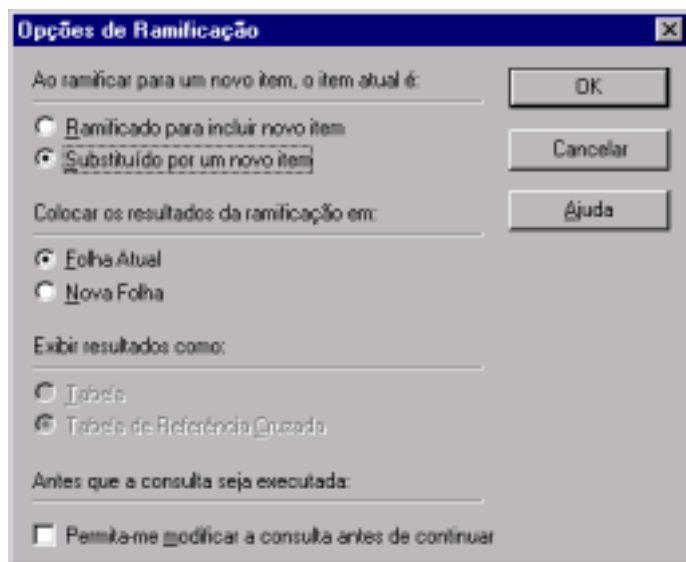 Opções de Ramificação
Ao ramificar para um novo item, o item atual é:
OK
Ramificado para incluir novo item
Substituído por um novo item
Cancelar
Colocar os resultados da ramificação em:
Ajuda
Folha Atual
Nova Folha
Exibir resultados como:
Tabela
Tabela de Referência Cruzada
Antes que a consulta seja executada:
Permita-me modificar a consulta antes de continuar